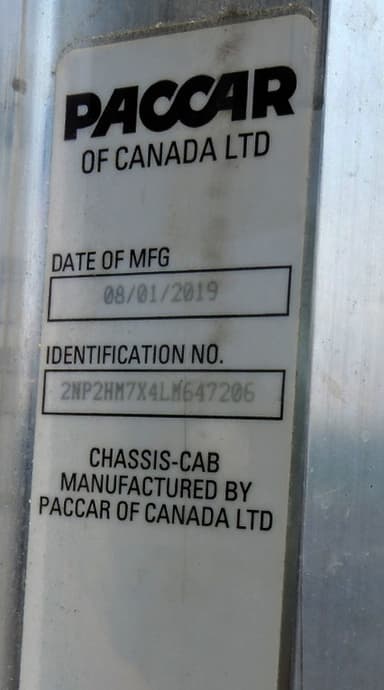 PACCAR
OF CANADA LTD
DATE OF MFG
08/01/2019
IDENTIFICATION NO.
2NP2HM7X4LM647206
CHASSIS-CAB
MANUFACTURED BY
PACCAR OF CANADA LTD